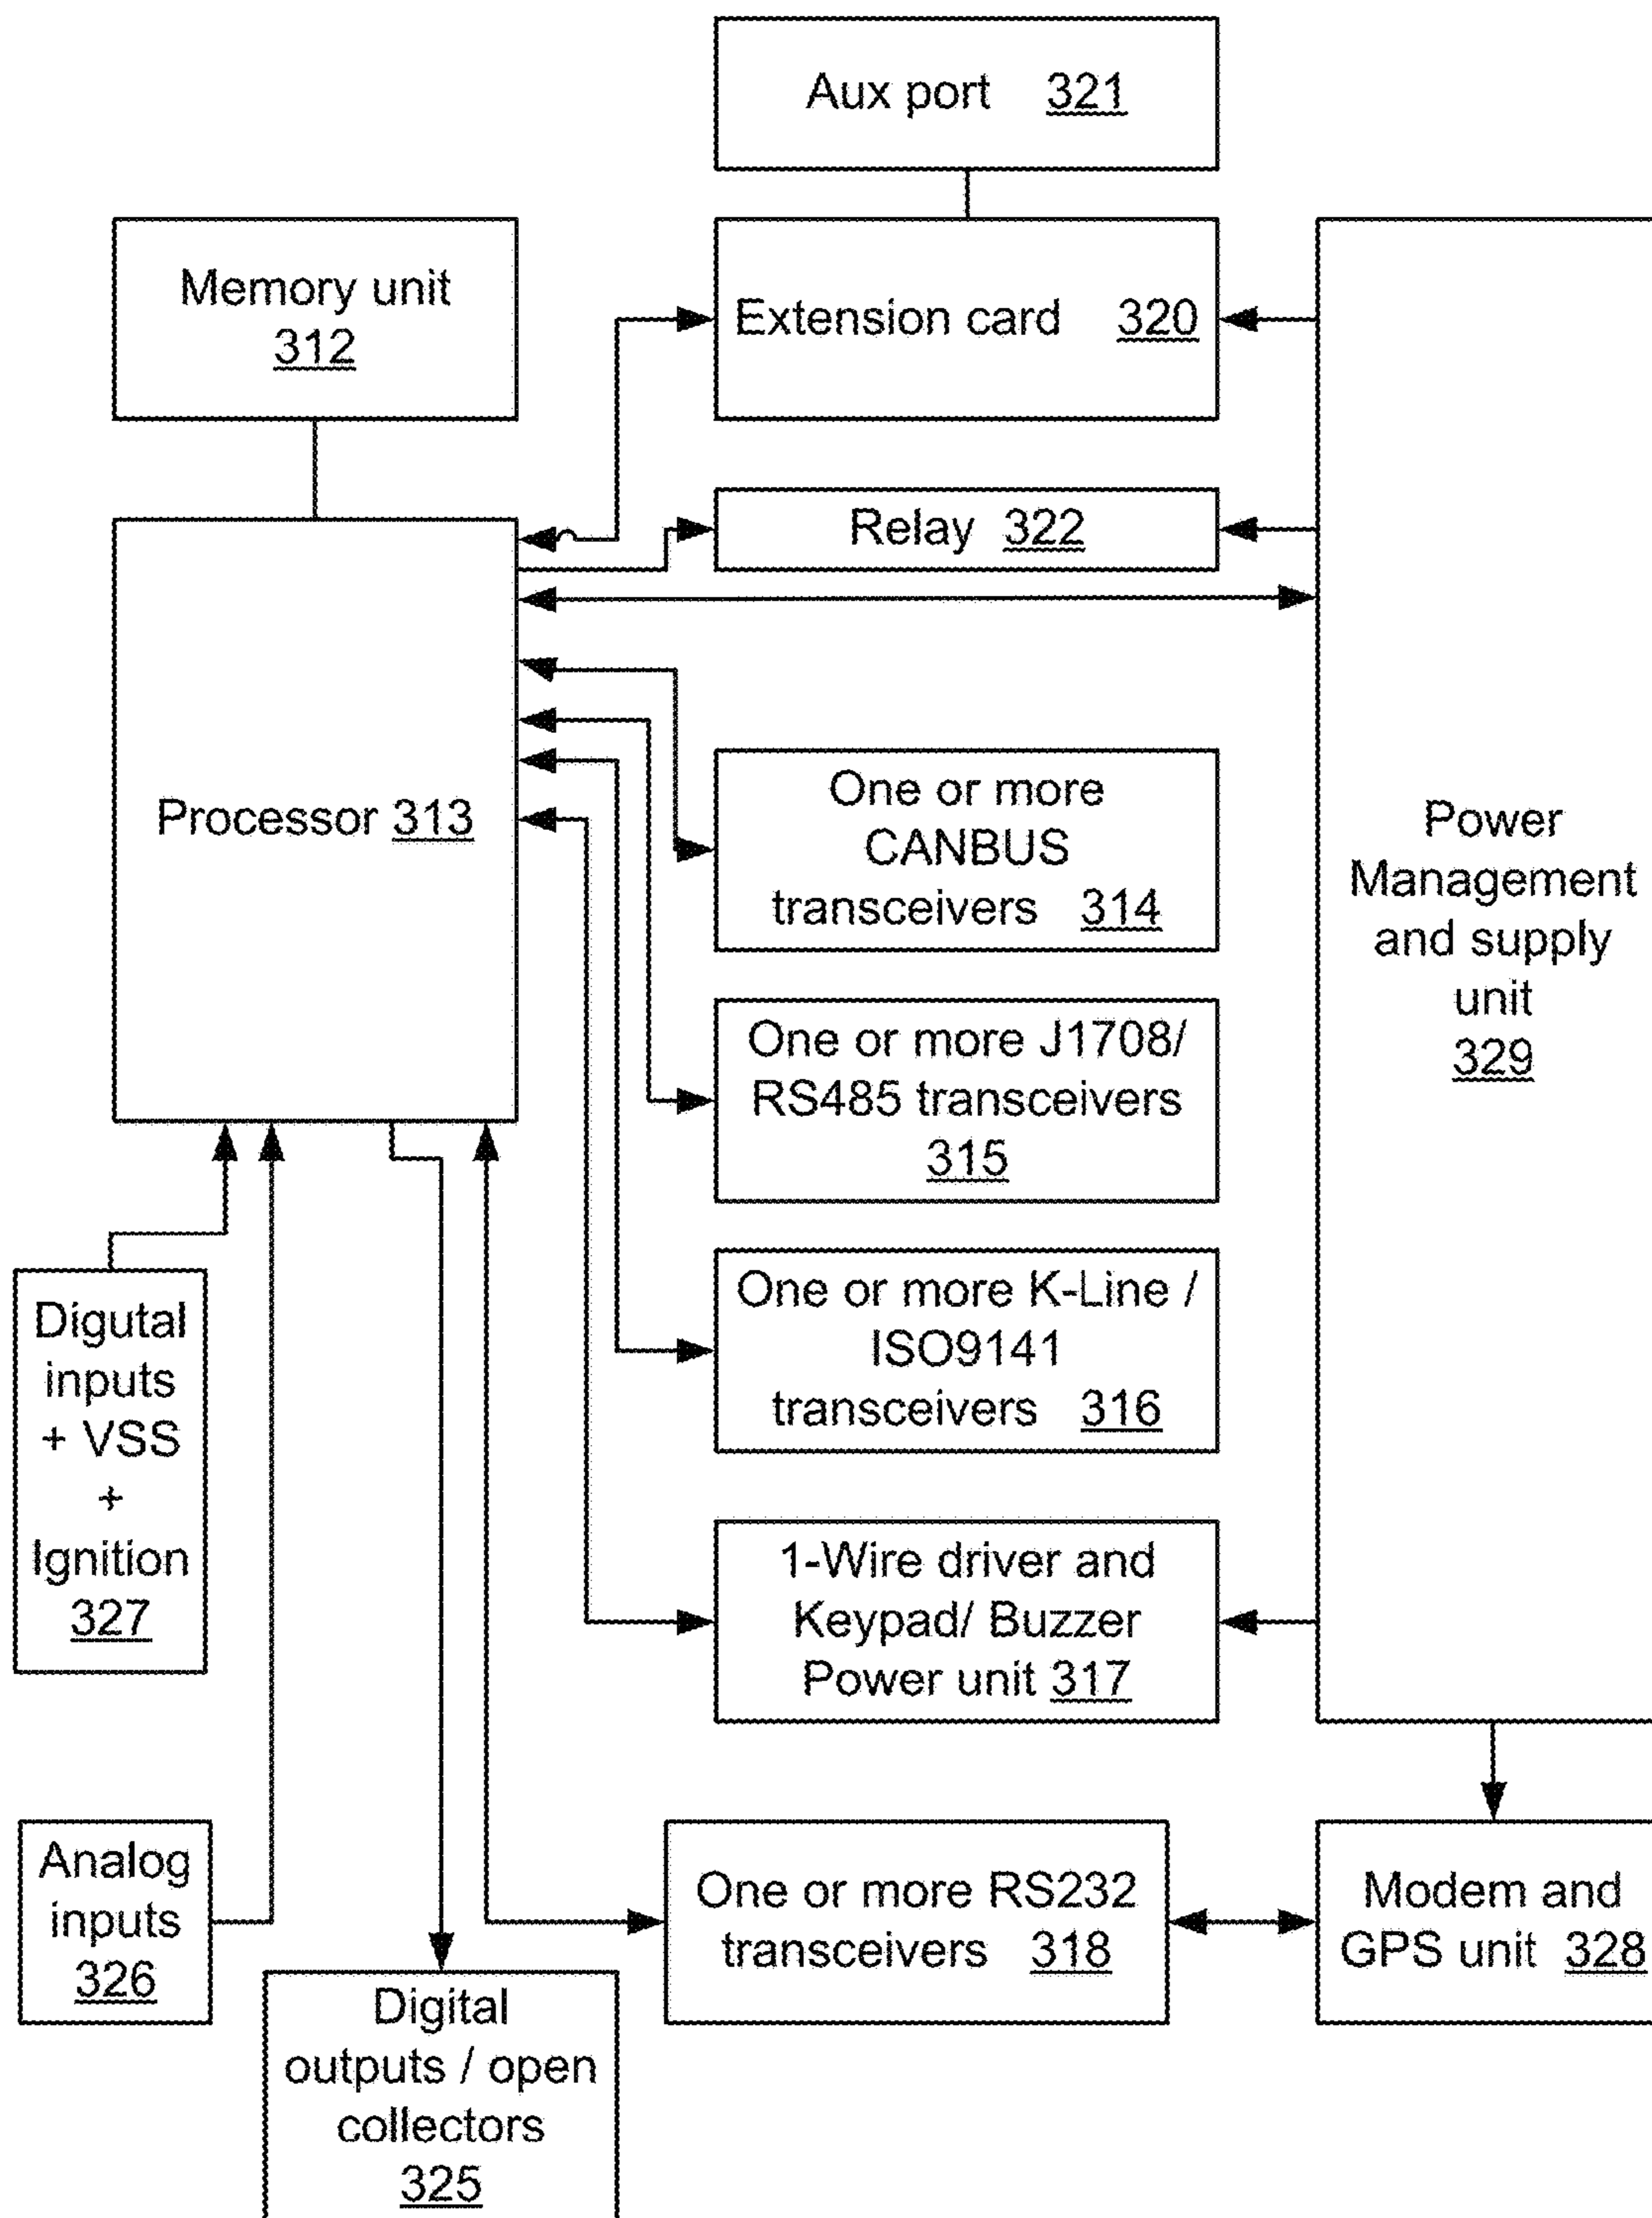 Aux port 321
Memory unit
312
Extension card 320
Relay 322
Processor 313
One or more
CANBUS
transceivers 314
Power
Management
and supply
unit
329
One or more J1708/
RS485 transceivers
315
One or more K-Line /
ISO9141
transceivers 316
Digutal
inputs
+ VSS
+
Ignition
327
1-Wire driver and
Keypad/ Buzzer
Power unit 317
Analog
inputs
326
One or more RS232
transceivers 318
Modem and
GPS unit 328
Digital
outputs / open
collectors
325